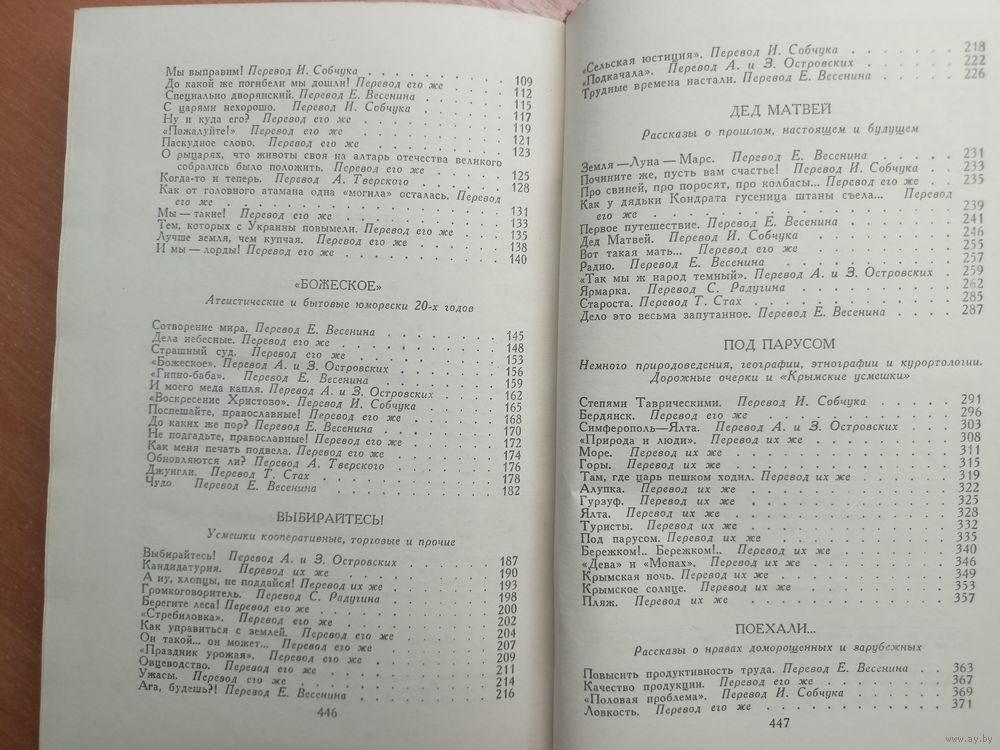 Мы выправим! Перевод И. Собчука . . . . . . . 109
До какой же погибели мы дошли! Перевод его же . . . 112
Специально дворянский. Перевод Е. Весенина . . . . 115
С царями нехорошо. Перевод И. Собчука . . . . . 117
Ну и куда его? Перевод его же . . . . . . . . 119
«Пожалуйте!» Перевод его же . . . . . . . . 121
Паскудное слово. Перевод его же . . . . . . . 123
О рыцарях, что животы своя на алтарь отечества великого
собрались было положить. Перевод его же . . . . 125
Когда-то и теперь. Перевод А. Тверского . . . . . 128
Как от головного атамана одна «могила» осталась. Перевод
его же . . . . . . . . . . . . . . 131
Мы — такие! Перевод его же . . . . . . . . 133
Тем, которых с Украины повымели. Перевод его же . . . 135
Лучше земля, чем купчая. Перевод его же . . . . . 138
И мы — лорды! Перевод его же . . . . . . . . 140
«БОЖЕСКОЕ»
Атеистические и бытовые юморески 20-х годов
Сотворение мира. Перевод Е. Весенина . . . . . . 145
Дела небесные. Перевод его же . . . . . . . . 148
Страшный суд. Перевод его же . . . . . . . . 153
«Божеское». Перевод А. и З. Островских . . . . . 156
«Гипно-баба». Перевод Е. Весенина . . . . . . . 159
И моего меда капля. Перевод А. и З. Островских . . . 162
«Воскресение Христово». Перевод И. Собчука . . . . 165
Поспешайте, православные! Перевод его же . . . . . 168
До каких же пор? Перевод Е. Весенина . . . . . . 170
Не подгадьте, православные! Перевод его же . . . . 172
Как меня печать подвела. Перевод его же . . . . . 174
Обновляются ли? Перевод А. Тверского . . . . . . 176
Джунгли. Перевод Т. Стах . . . . . . . . . 178
Чудо Перевод Е. Весенина . . . . . . . . . 182
ВЫБИРАЙТЕСЬ!
Усмешки кооперативные, торговые и прочие
Выбирайтесь! Перевод А. и З. Островских . . . . . 187
Кандидатурия. Перевод их же . . . . . . . . 190
А ну, хлопцы, не поддайся! Перевод их же . . . . . 193
Громкоговоритель. Перевод С. Радугина . . . . . . 198
Берегите леса! Перевод его же . . . . . . . . 200
«Стребиловка». Перевод его же . . . . . . . . 202
Как управиться с землей. Перевод его же . . . . . 204
Он такой... он может... Перевод его же . . . . . . 207
«Праздник урожая». Перевод его же . . . . . . . 209
Овцеводство. Перевод его же . . . . . . . . 211
Ужасы. Перевод его же . . . . . . . . . . 214
Ага, будешь?! Перевод Е. Весенина . . . . . . . 216
446
«Сельская юстиция». Перевод И. Собчука . . . . . . 218
«Подкачала». Перевод А. и З. Островских . . . . . 222
Трудные времена настали. Перевод Е. Весенина . . . . 226
ДЕД МАТВЕЙ
Рассказы о прошлом, настоящем и будущем
Земля — Луна — Марс. Перевод Е. Весенина . . . . . 231
Почините же, пусть вам счастье! Перевод И. Собчука . . 233
Про свиней, про поросят, про колбасы... Перевод его же . . 235
Как у дядьки Кондрата гусеница штаны съела... Перевод
его же . . . . . . . . . . . . . . 239
Первое путешествие. Перевод Е. Весенина . . . . . 241
Дед Матвей. Перевод И. Собчука . . . . . . . 246
Вот такая мать... Перевод его же . . . . . . . 255
Радио. Перевод Е. Весенина . . . . . . . . . 257
«Так мы ж народ темный». Перевод А. и З. Островских . 259
Ярмарка. Перевод С. Радугина . . . . . . . . 262
Староста. Перевод Т. Стах . . . . . . . . . 285
Дело это весьма запутанное. Перевод Е. Весенина . . . . 287
ПОД ПАРУСОМ
Немного природоведения, географии, этнографии и курортологии.
Дорожные очерки и «Крымские усмешки»
Степями Таврическими. Перевод И. Собчука . . . . . 291
Бердянск. Перевод его же . . . . . . . . . 296
Симферополь—Ялта. Перевод А. и З. Островских . . . . 303
«Природа и люди». Перевод их же . . . . . . . 308
Море. Перевод их же . . . . . . . . . . 311
Горы. Перевод их же . . . . . . . . . . 315
Там, где царь пешком ходил. Перевод их же . . . . . 319
Алупка. Перевод их же . . . . . . . . . . 322
Гурзуф. Перевод их же . . . . . . . . . . 325
Ялта. Перевод их же . . . . . . . . . . . 328
Туристы. Перевод их же . . . . . . . . . . 332
Под парусом. Перевод их же . . . . . . . . . 335
Бережком!.. Бережком!.. Перевод их же . . . . . . 340
«Дева» и «Монах». Перевод их же . . . . . . . 346
Крымская ночь. Перевод их же . . . . . . . . 349
Крымское солнце. Перевод их же . . . . . . . . 353
Пляж. Перевод их же . . . . . . . . . . . 357
ПОЕХАЛИ...
Рассказы о нравах доморощенных и зарубежных
Повысить продуктивность труда. Перевод Е. Весенина . . 363
Качество продукции. Перевод его же . . . . . . . 367
«Половая проблема». Перевод И. Собчука . . . . . 369
Ловкость. Перевод его же . . . . . . . . . 371
447
www.ay.by